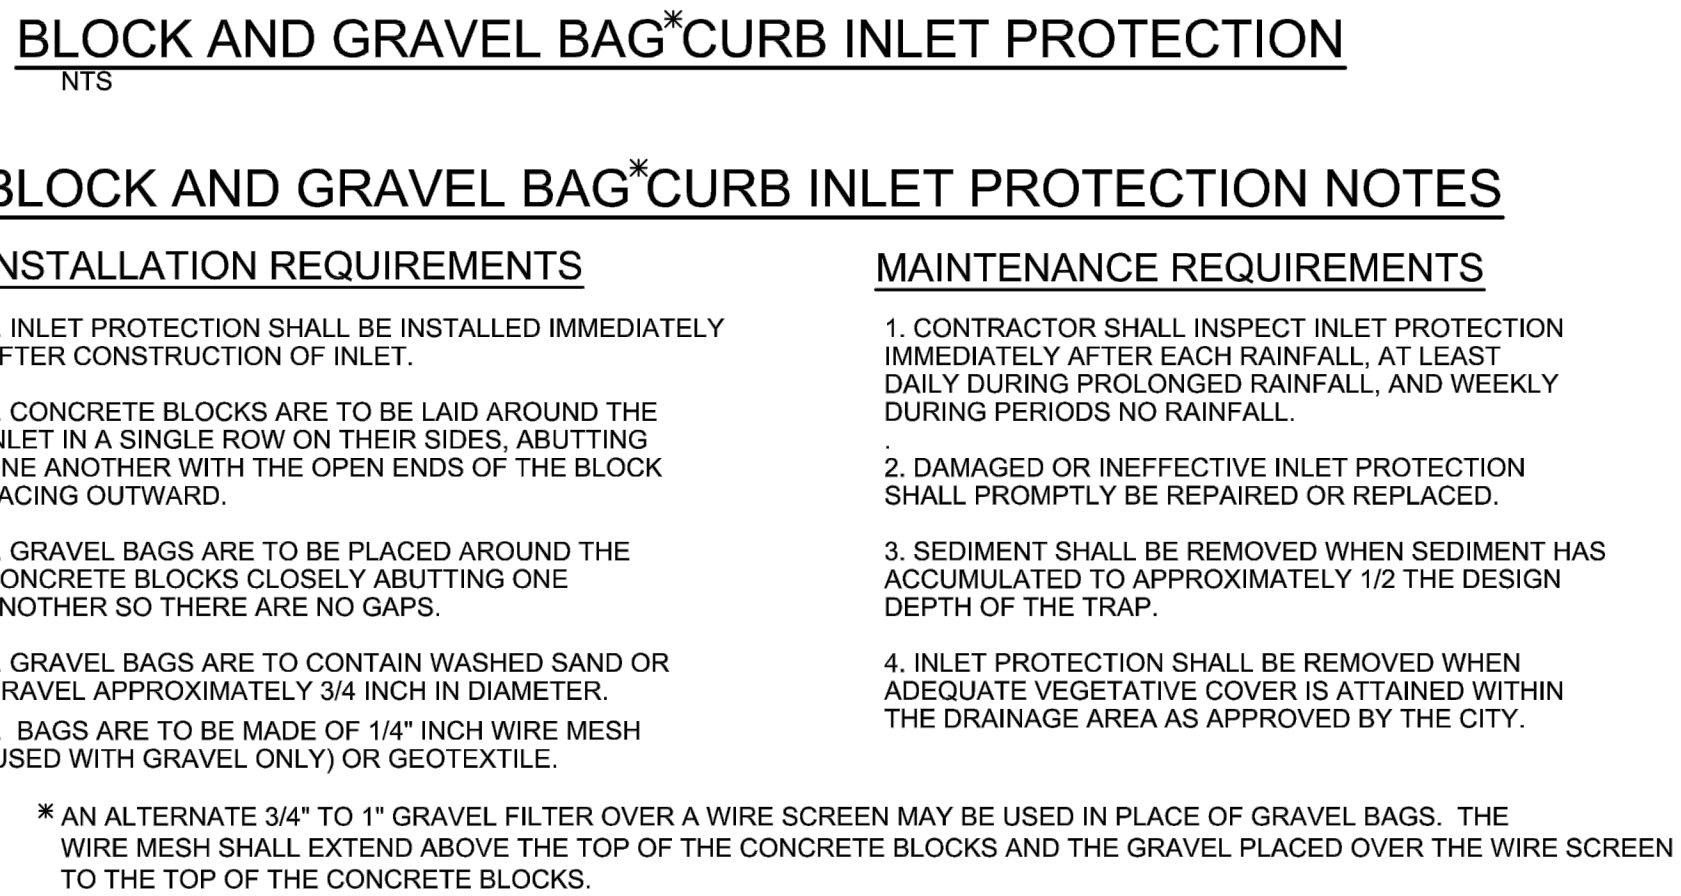 BLOCK AND GRAVEL BAG*CURB INLET PROTECTION
NTS
BLOCK AND GRAVEL BAG*CURB INLET PROTECTION NOTES
INSTALLATION REQUIREMENTS
. INLET PROTECTION SHALL BE INSTALLED IMMEDIATELY
AFTER CONSTRUCTION OF INLET.
. CONCRETE BLOCKS ARE TO BE LAID AROUND THE
INLET IN A SINGLE ROW ON THEIR SIDES, ABUTTING
ONE ANOTHER WITH THE OPEN ENDS OF THE BLOCK
FACING OUTWARD.
. GRAVEL BAGS ARE TO BE PLACED AROUND THE
CONCRETE BLOCKS CLOSELY ABUTTING ONE
ANOTHER SO THERE ARE NO GAPS.
. GRAVEL BAGS ARE TO CONTAIN WASHED SAND OR
GRAVEL APPROXIMATELY 3/4 INCH IN DIAMETER.
. BAGS ARE TO BE MADE OF 1/4" INCH WIRE MESH
USED WITH GRAVEL ONLY) OR GEOTEXTILE.
MAINTENANCE REQUIREMENTS
1. CONTRACTOR SHALL INSPECT INLET PROTECTION
IMMEDIATELY AFTER EACH RAINFALL, AT LEAST
DAILY DURING PROLONGED RAINFALL, AND WEEKLY
DURING PERIODS NO RAINFALL.
.
2. DAMAGED OR INEFFECTIVE INLET PROTECTION
SHALL PROMPTLY BE REPAIRED OR REPLACED.
3. SEDIMENT SHALL BE REMOVED WHEN SEDIMENT HAS
ACCUMULATED TO APPROXIMATELY 1/2 THE DESIGN
DEPTH OF THE TRAP.
4. INLET PROTECTION SHALL BE REMOVED WHEN
ADEQUATE VEGETATIVE COVER IS ATTAINED WITHIN
THE DRAINAGE AREA AS APPROVED BY THE CITY.
* AN ALTERNATE 3/4" TO 1" GRAVEL FILTER OVER A WIRE SCREEN MAY BE USED IN PLACE OF GRAVEL BAGS. THE
WIRE MESH SHALL EXTEND ABOVE THE TOP OF THE CONCRETE BLOCKS AND THE GRAVEL PLACED OVER THE WIRE SCREEN
TO THE TOP OF THE CONCRETE BLOCKS.